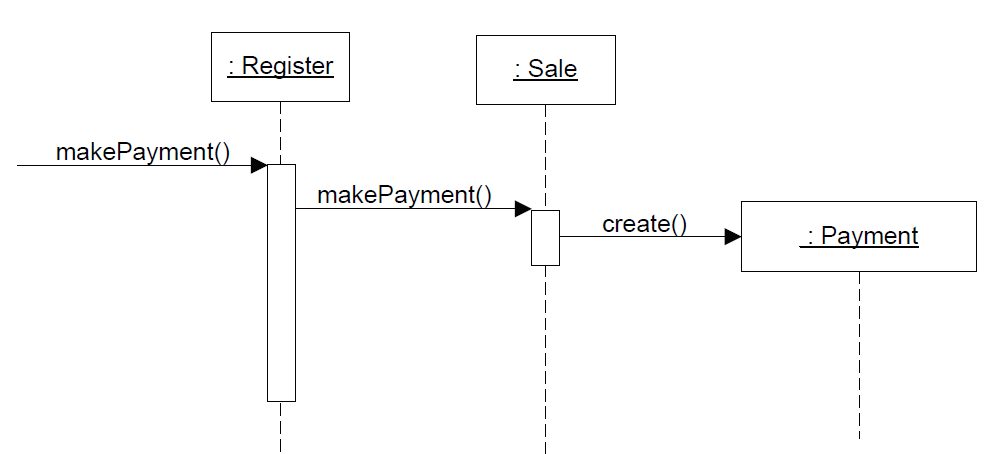 : Register
: Sale
makePayment()
makePayment()
create()
: Payment